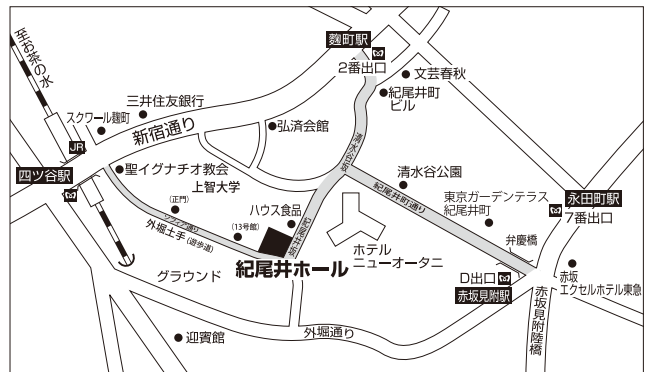 至お茶の水
麴町駅
2番出口
文芸春秋
紀尾井町
ビル
三井住友銀行
スクワール麴町
新宿通り
弘済会館
清水谷坂
JR
四ツ谷駅
聖イグナチオ教会
上智大学
清水谷公園
紀尾井町通り
東京ガーデンテラス
紀尾井町
永田町駅
7番出口
(正門)
ソフィア通り
外堀土手(遊歩道)
(13号館)
ハウス食品
紀尾井坂
弁慶橋
ホテル
ニューオータニ
紀尾井ホール
グラウンド
D出口
赤坂見附駅
赤坂
エクセルホテル東急
赤坂見附陸橋
外堀通り
迎賓館